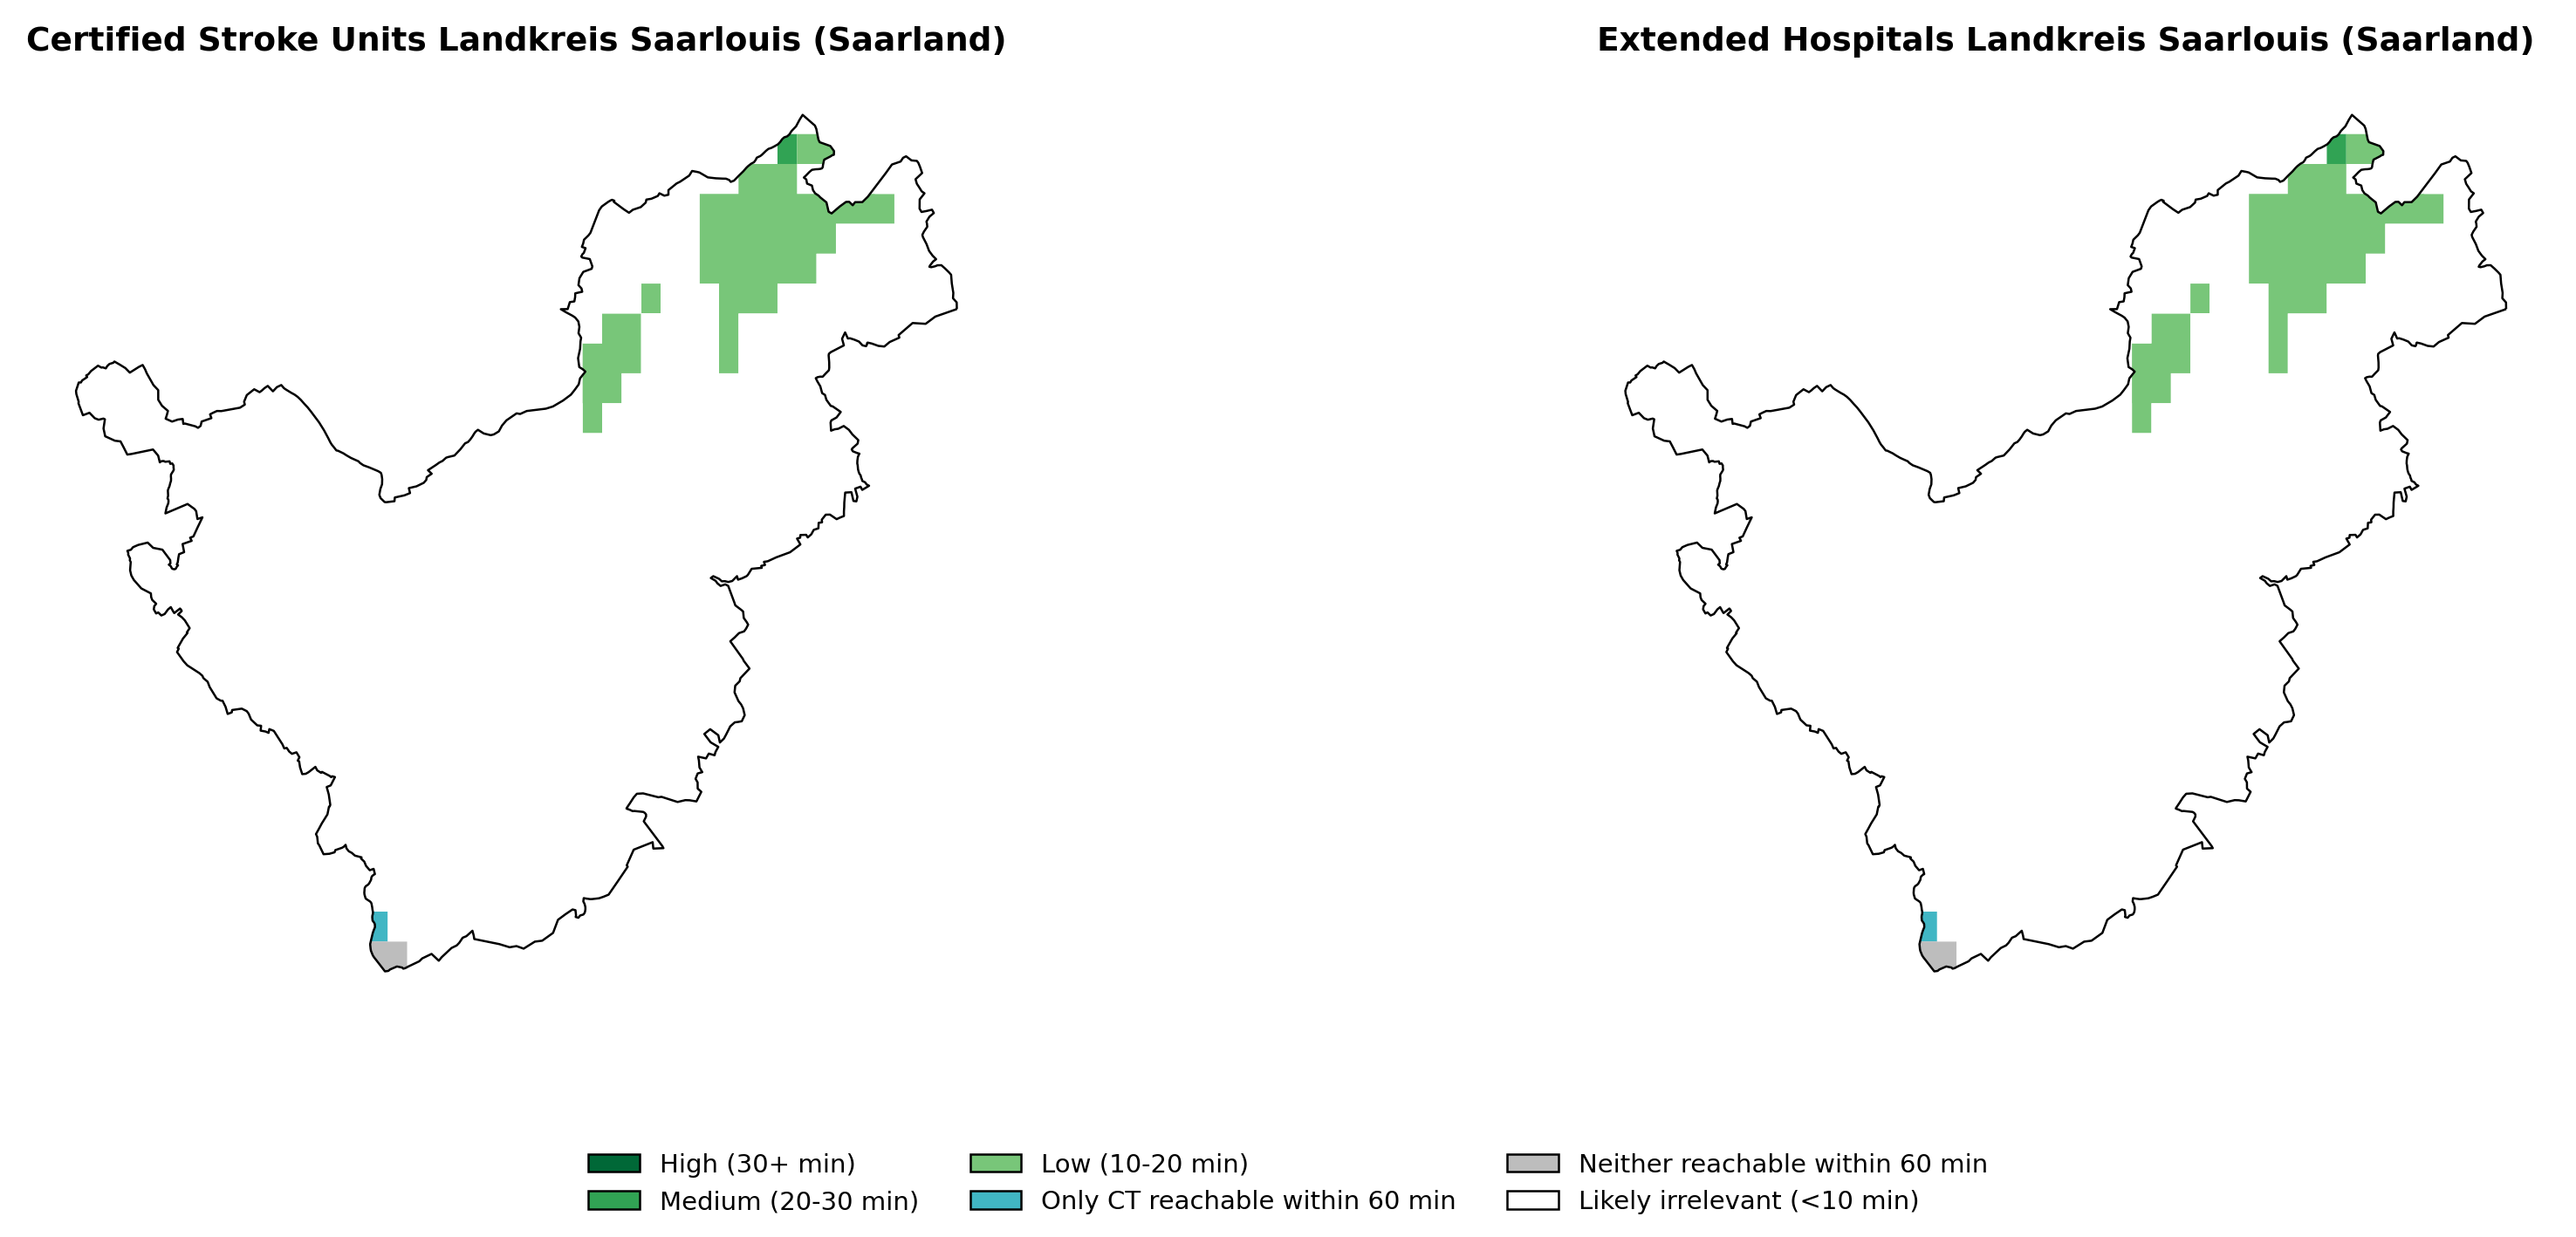 Certified Stroke Units Landkreis Saarlouis (Saarland)
Extended Hospitals Landkreis Saarlouis (Saarland)
High (30+ min)
Medium (20-30 min)
Low (10-20 min)
Only CT reachable within 60 min
Neither reachable within 60 min
Likely irrelevant (<10 min)